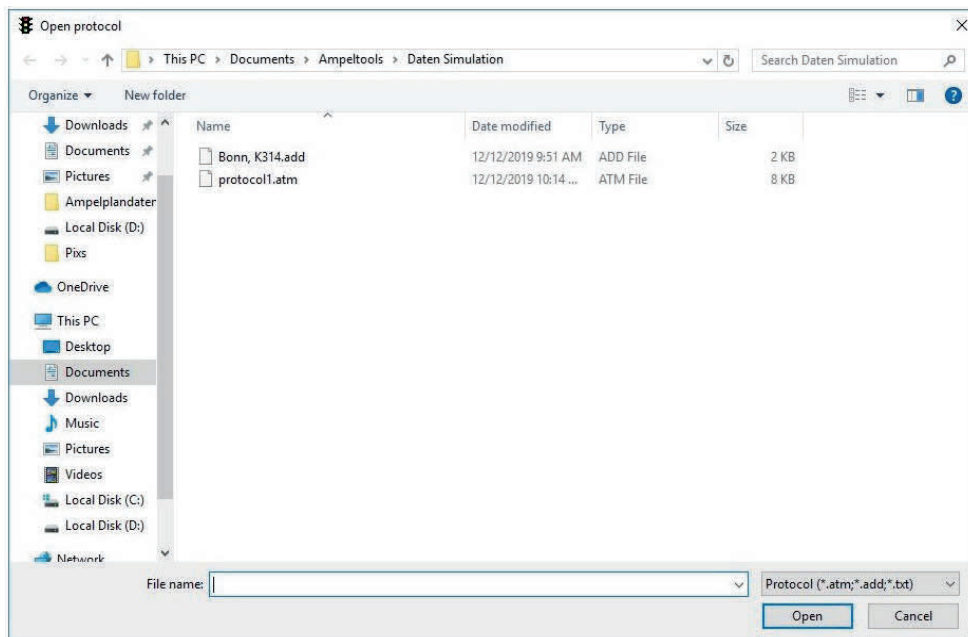 Open protocol
This PC > Documents > Ampeltools > Daten Simulation
Search Daten Simulation
Organize
New folder
Name
Date modified
Type
Size
Bonn, K314.add 12/12/2019 9:51 AM ADD File 2 KB
protocol1.atm 12/12/2019 10:14 ... ATM File 8 KB
Downloads
Documents
Pictures
Ampelplandater
Local Disk (D:)
Pixs
OneDrive
This PC
Desktop
Documents
Downloads
Music
Pictures
Videos
Local Disk (C:)
Local Disk (D:)
Network
File name:
Protocol (*.atm;*.add;*.txt)
Open
Cancel